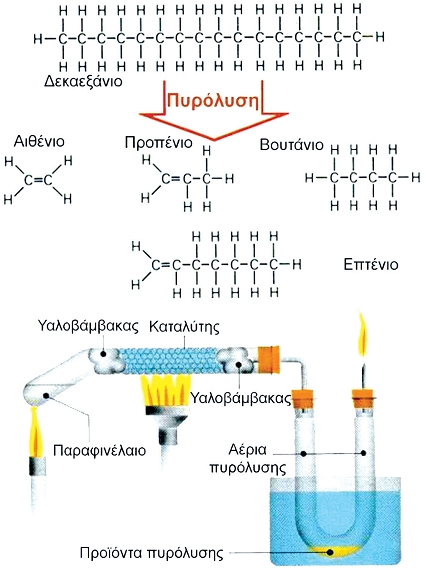 H H H H H H H H H H H H H H H H
H–C–C–C–C–C–C–C–C–C–C–C–C–C–C–C–C–H
H H H H H H H H H H H H H H H H
Δεκαεξάνιο
Πυρόλυση
Αιθένιο
H H
C=C
H H
Προπένιο
H H
C=C–C–H
H H H
Βουτάνιο
H H H H
H–C–C–C–C–H
H H H H
H H H H H H
C=C–C–C–C–C–C–H
H H H H H H H
Επτένιο
Υαλοβάμβακας
Καταλύτης
Υαλοβάμβακας
Παραφινέλαιο
Αέρια
πυρόλυσης
Προϊόντα πυρόλυσης